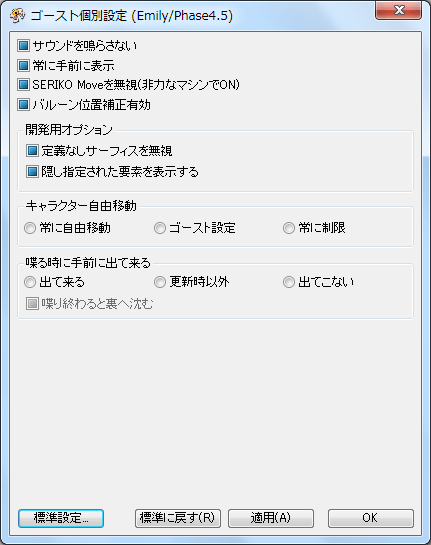 ゴースト個別設定 (Emily/Phase4.5)
サウンドを鳴らさない
常に手前に表示
SERIKO Moveを無視(非力なマシンでON)
バルーン位置補正有効
開発用オプション
定義なしサーフィスを無視
隠し指定された要素を表示する
キャラクター自由移動
常に自由移動 ゴースト設定 常に制限
喋る時に手前に出て来る
出て来る 更新時以外 出てこない
喋り終わると裏へ沈む
標準設定... 標準に戻す(R) 適用(A) OK